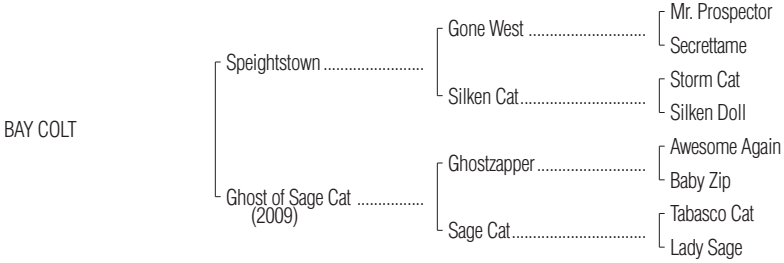 Mr. Prospector
Gone West ..............................
Secrettame
Speightstown .........................
Storm Cat
Silken Cat................................
Silken Doll
BAY COLT
Awesome Again
Ghostzapper ............................
Baby Zip
Ghost of Sage Cat ................
(2009)
Tabasco Cat
Sage Cat..................................
Lady Sage